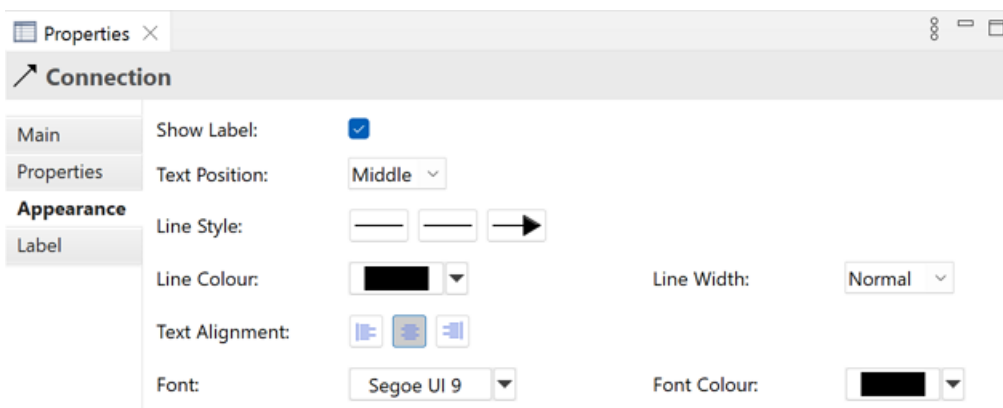 Properties
Connection
Main
Properties
Appearance
Label
Show Label:
Text Position: Middle
Line Style:
Line Colour: Line Width: Normal
Text Alignment:
Font: Segoe UI 9 Font Colour: